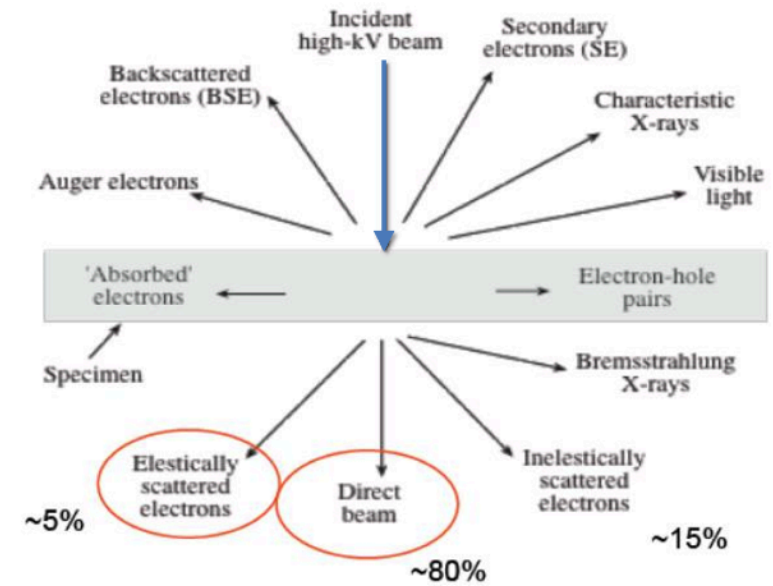 Incident
high-kV beam
Secondary
electrons (SE)
Backscattered
electrons (BSE)
Characteristic
X-rays
Auger electrons
Visible
light
'Absorbed'
electrons
Electron-hole
pairs
Specimen
Bremsstrahlung
X-rays
Elestically
scattered
electrons
Direct
beam
Inelestically
scattered
electrons
~5%
~80%
~15%